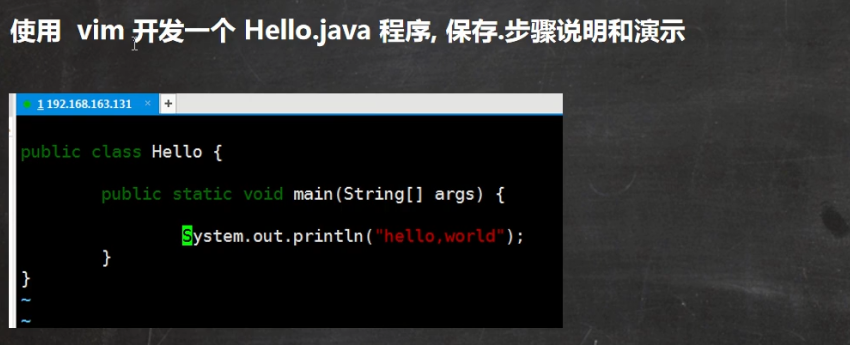 使用 vim 开发一个 Hello.java 程序, 保存.步骤说明和演示
1 192.168.163.131 × +
public class Hello {
public static void main(String[] args) {
System.out.println("hello,world");
}
}
~
~